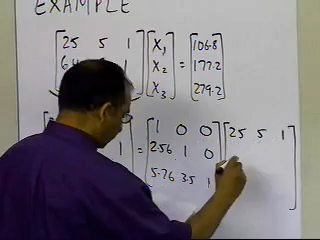 EXAMPLE
[25 5 1] [x₁] = [106.8]
[64 1] [x₂] = [177.2]
[x₃] [279.2]
[1 0 0] [25 5 1]
1] = [2.56 1 0]
[5.76 3.5 1]